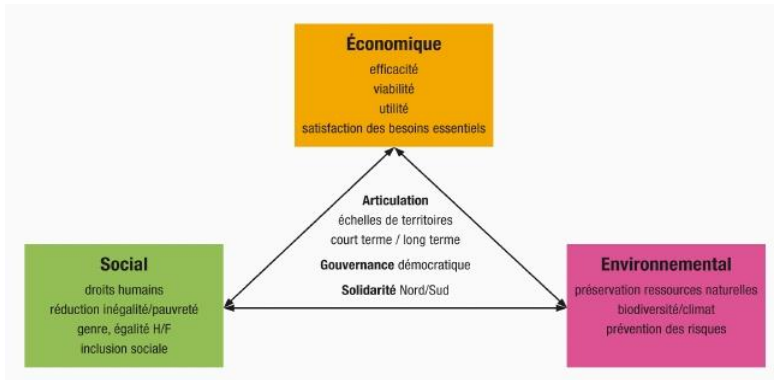 Économique
efficacité
viabilité
utilité
satisfaction des besoins essentiels
Articulation
échelles de territoires
court terme / long terme
Gouvernance démocratique
Solidarité Nord/Sud
Social
droits humains
réduction inégalité/pauvreté
genre, égalité H/F
inclusion sociale
Environnemental
préservation ressources naturelles
biodiversité/climat
prévention des risques